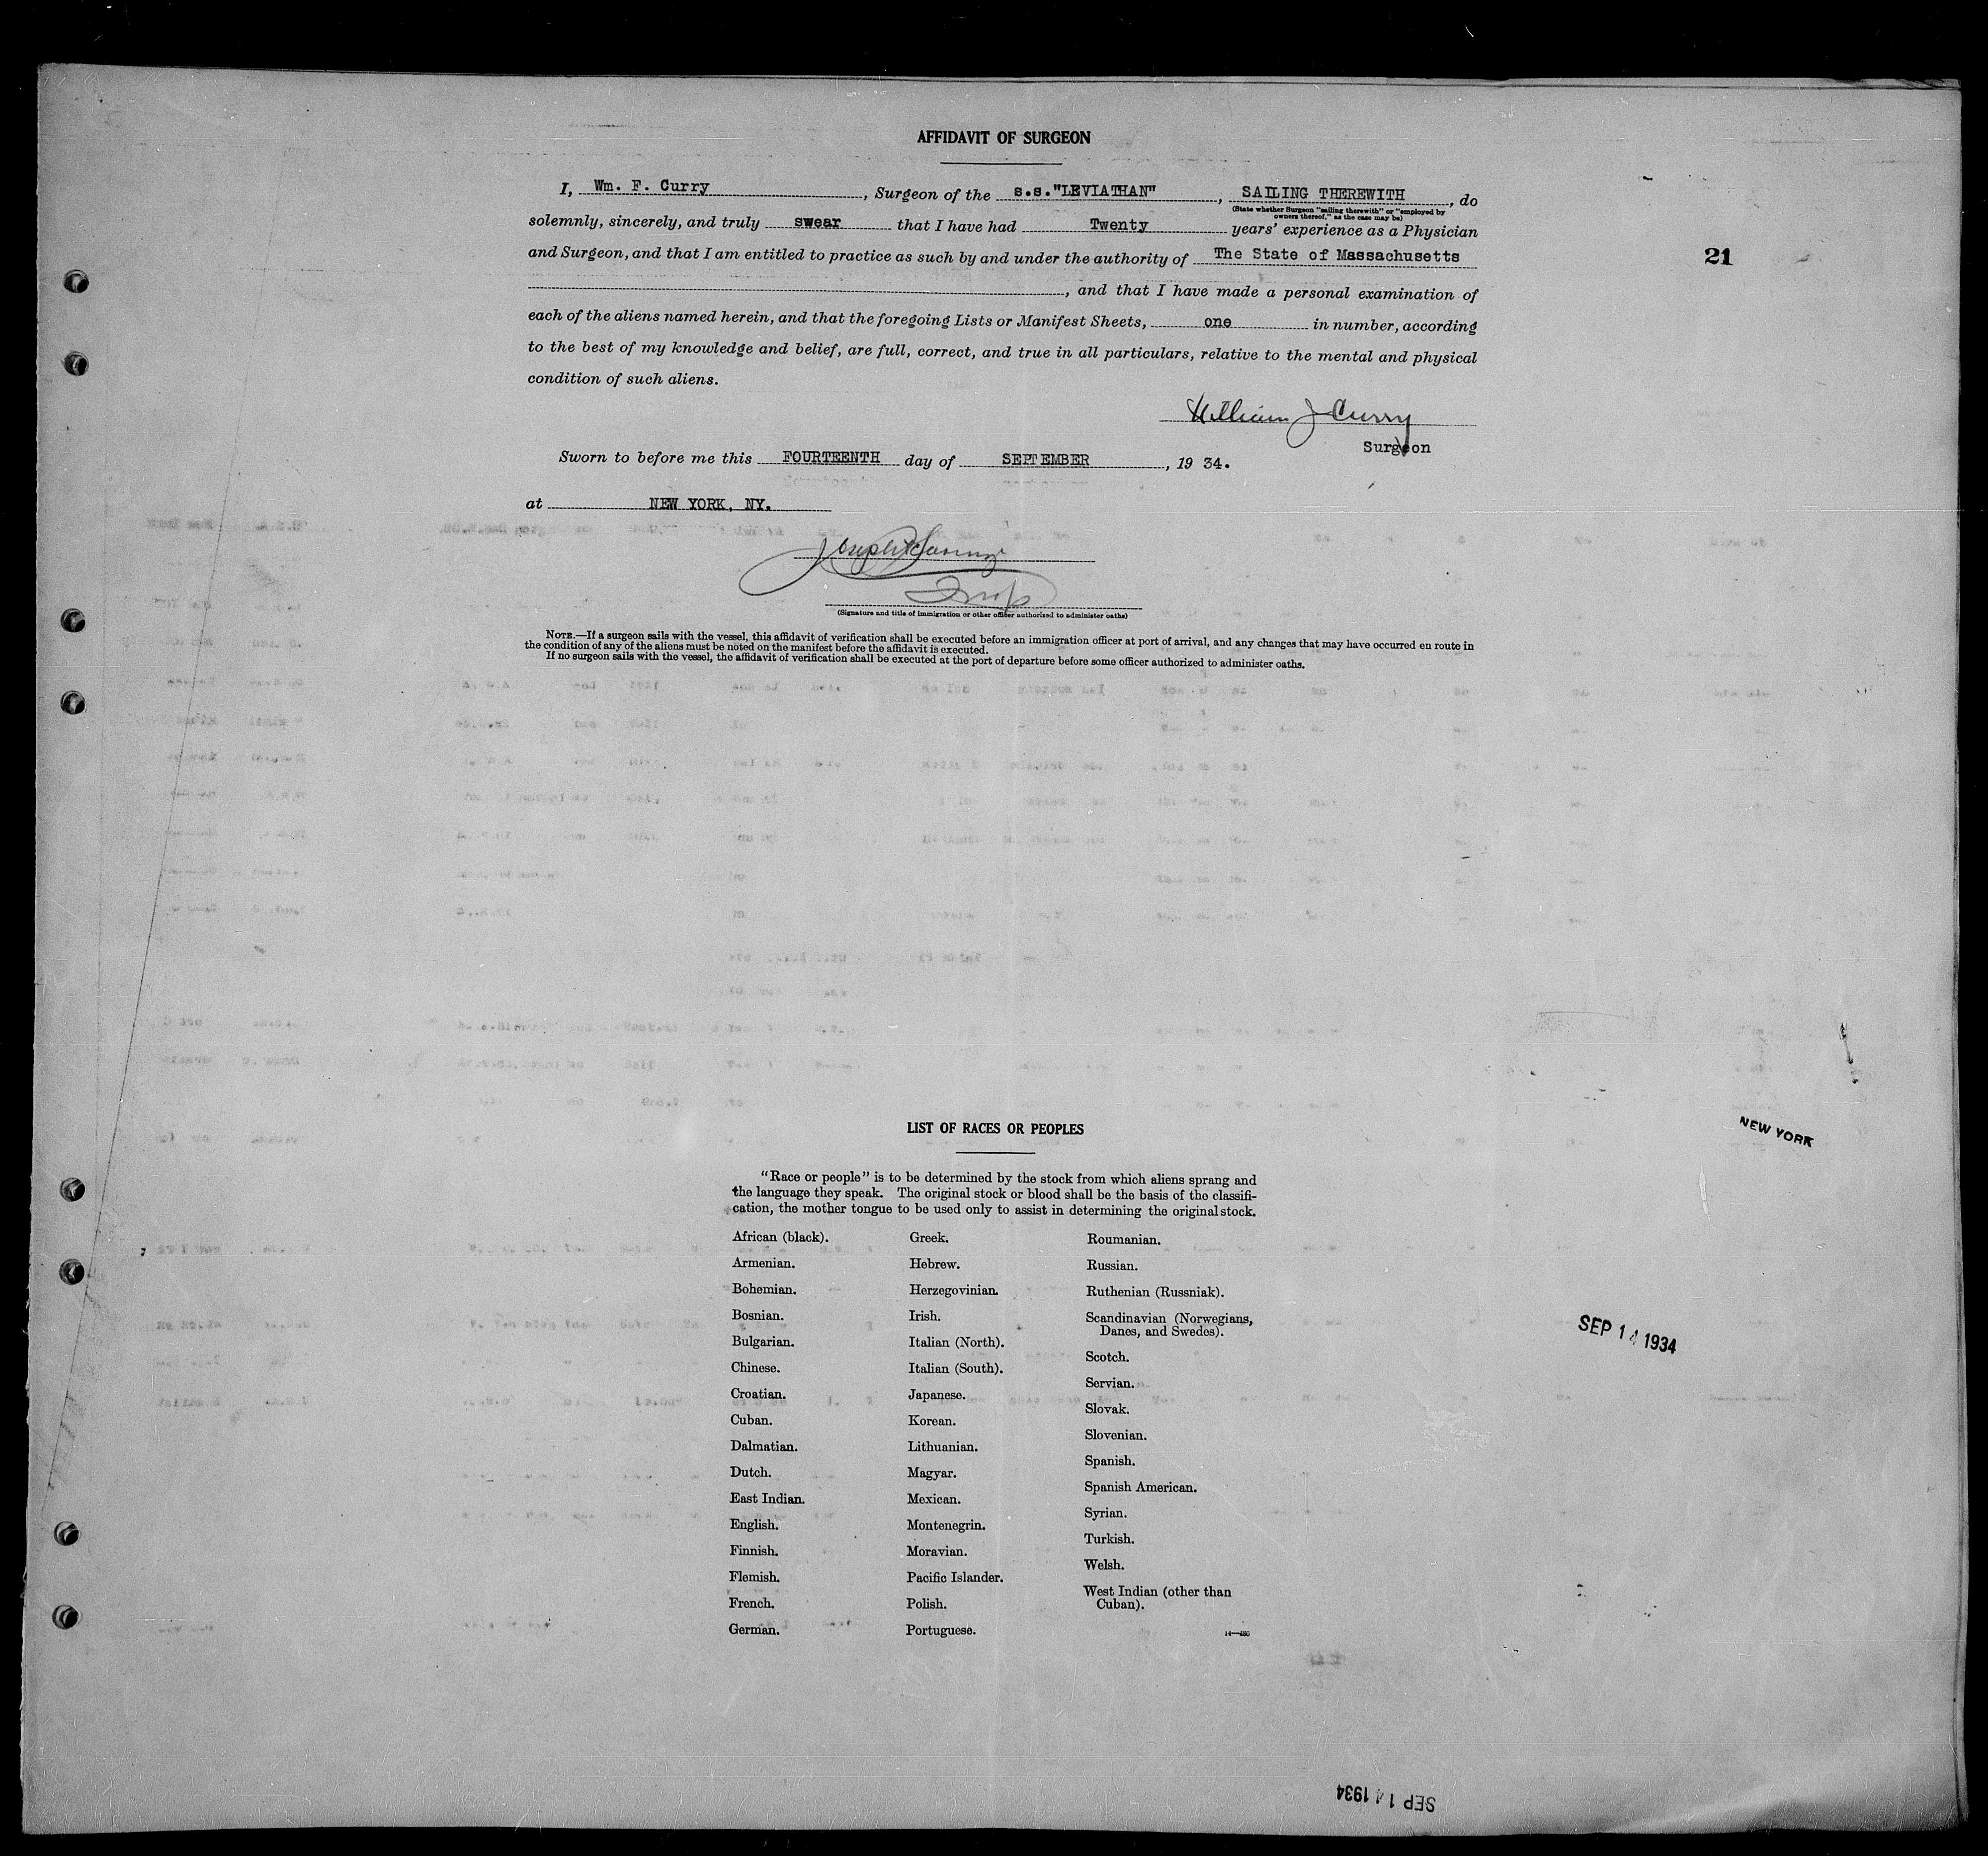 AFFIDAVIT OF SURGEON
I, Wm. F. Curry, Surgeon of the s.s."LEVIATHAN", SAILING THEREWITH, do
(State whether Surgeon "sailing therewith" or "employed by
owners thereof," as the case may be)
solemnly, sincerely, and truly swear that I have had Twenty years' experience as a Physician
and Surgeon, and that I am entitled to practice as such by and under the authority of The State of Massachusetts
, and that I have made a personal examination of
each of the aliens named herein, and that the foregoing Lists or Manifest Sheets, one in number, according
to the best of my knowledge and belief, are full, correct, and true in all particulars, relative to the mental and physical
condition of such aliens.
William J Curry
Surgeon
Sworn to before me this FOURTEENTH day of SEPTEMBER, 19 34.
at NEW YORK, NY.
Joseph
Insp
(Signature and title of immigration or other officer authorized to administer oaths)
NOTE.—If a surgeon sails with the vessel, this affidavit of verification shall be executed before an immigration officer at port of arrival, and any changes that may have occurred en route in
the condition of any of the aliens must be noted on the manifest before the affidavit is executed.
If no surgeon sails with the vessel, the affidavit of verification shall be executed at the port of departure before some officer authorized to administer oaths.
21
LIST OF RACES OR PEOPLES
"Race or people" is to be determined by the stock from which aliens sprang and
the language they speak. The original stock or blood shall be the basis of the classifi-
cation, the mother tongue to be used only to assist in determining the original stock.
African (black).
Armenian.
Bohemian.
Bosnian.
Bulgarian.
Chinese.
Croatian.
Cuban.
Dalmatian.
Dutch.
East Indian.
English.
Finnish.
Flemish.
French.
German.
Greek.
Hebrew.
Herzegovinian.
Irish.
Italian (North).
Italian (South).
Japanese.
Korean.
Lithuanian.
Magyar.
Mexican.
Montenegrin.
Moravian.
Pacific Islander.
Polish.
Portuguese.
Roumanian.
Russian.
Ruthenian (Russniak).
Scandinavian (Norwegians,
Danes, and Swedes).
Scotch.
Servian.
Slovak.
Slovenian.
Spanish.
Spanish American.
Syrian.
Turkish.
Welsh.
West Indian (other than
Cuban).
NEW YORK
SEP 14 1934
SEP 14 1934